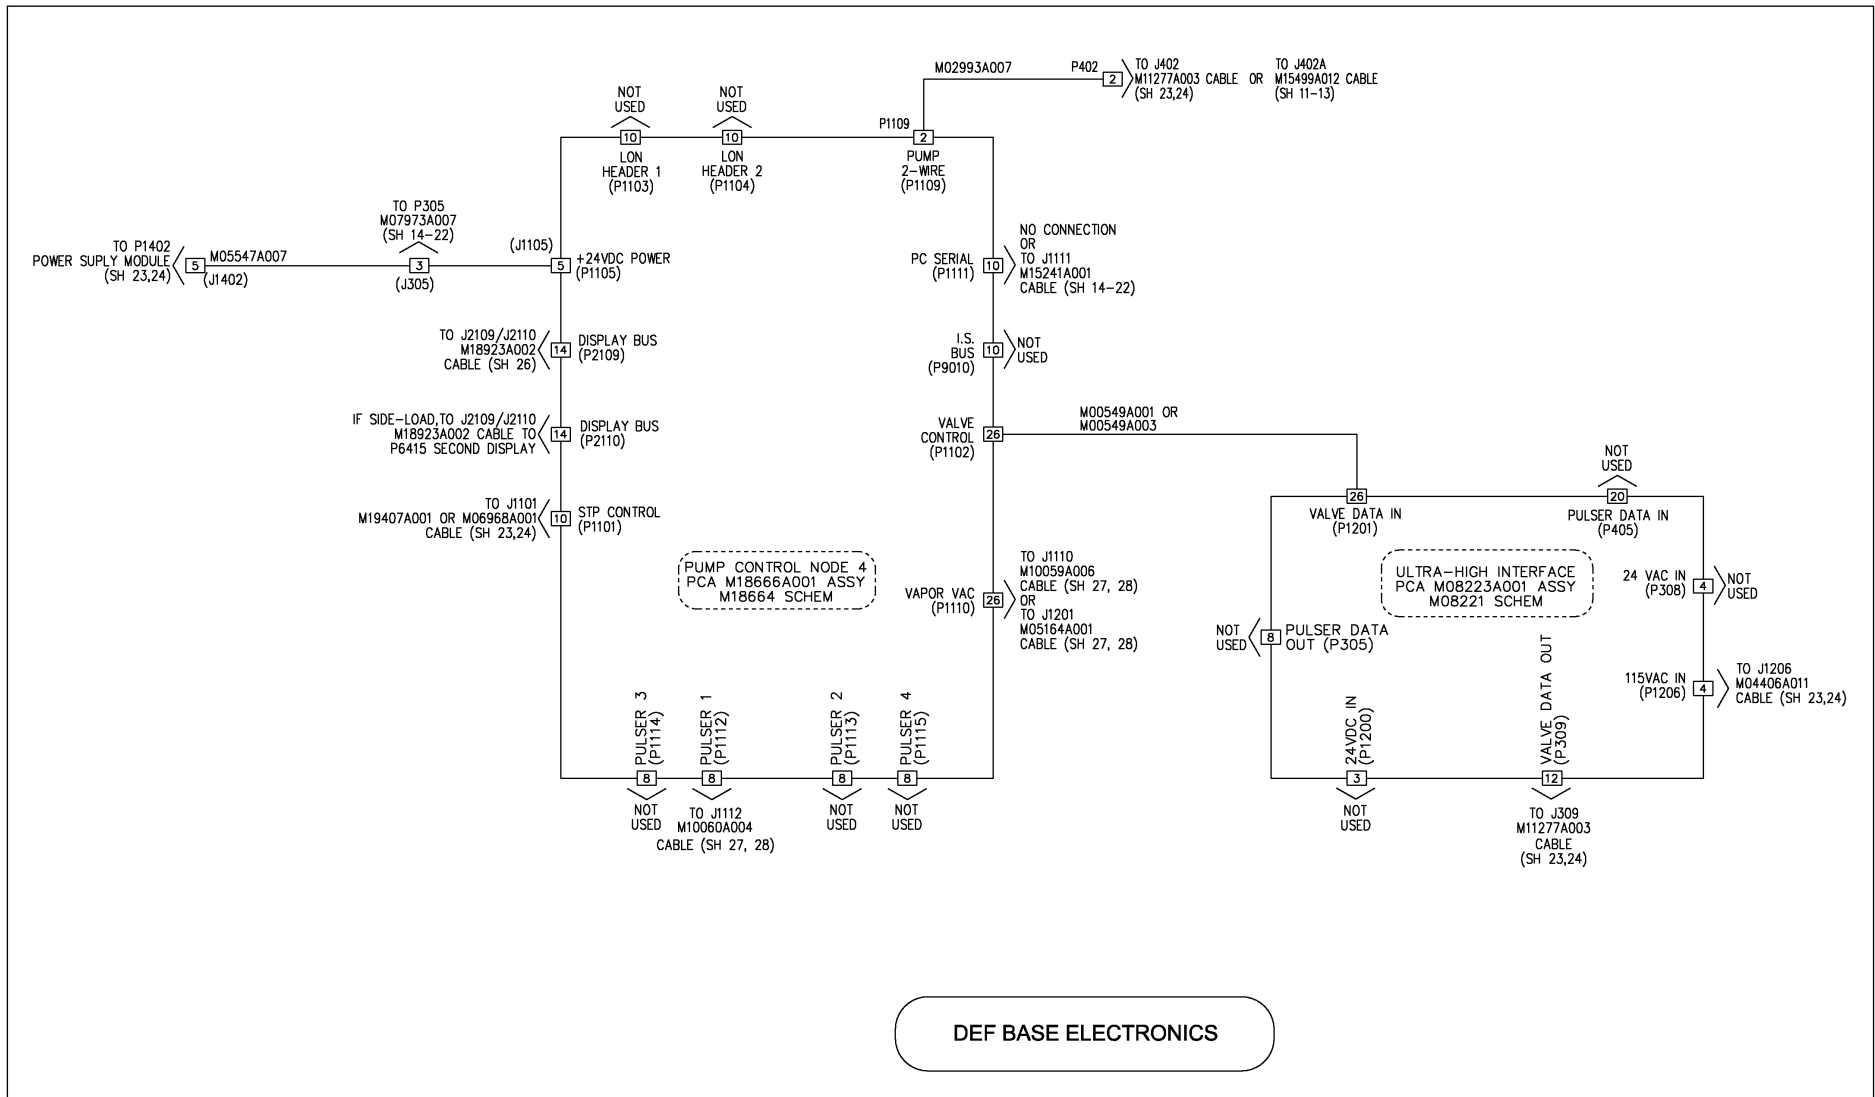 M02993A007
P402
2
TO J402
M11277A003 CABLE OR
(SH 23,24)
TO J402A
M15499A012 CABLE
(SH 11-13)
NOT
USED
10
LON
HEADER 1
(P1103)
NOT
USED
10
LON
HEADER 2
(P1104)
P1109
2
PUMP
2-WIRE
(P1109)
TO P305
M07973A007
(SH 14-22)
3
(J305)
TO P1402
POWER SUPLY MODULE
(SH 23,24)
5
M05547A007
(J1402)
(J1105)
5
+24VDC POWER
(P1105)
PC SERIAL
(P1111)
10
NO CONNECTION
OR
TO J1111
M15241A001
CABLE (SH 14-22)
TO J2109/J2110
M18923A002
CABLE (SH 26)
14
DISPLAY BUS
(P2109)
I.S.
BUS
(P9010)
10
NOT
USED
IF SIDE-LOAD,TO J2109/J2110
M18923A002 CABLE TO
P6415 SECOND DISPLAY
14
DISPLAY BUS
(P2110)
VALVE
CONTROL
(P1102)
26
M00549A001 OR
M00549A003
TO J1101
M19407A001 OR M06968A001
CABLE (SH 23,24)
10
STP CONTROL
(P1101)
PUMP CONTROL NODE 4
PCA M18666A001 ASSY
M18664 SCHEM
VAPOR VAC
(P1110)
26
TO J1110
M10059A006
CABLE (SH 27, 28)
OR
TO J1201
M05164A001
CABLE (SH 27, 28)
PULSER 3
(P1114)
8
NOT
USED
PULSER 1
(P1112)
8
TO J1112
M10060A004
CABLE (SH 27, 28)
PULSER 2
(P1113)
8
NOT
USED
PULSER 4
(P1115)
8
NOT
USED
26
VALVE DATA IN
(P1201)
NOT
USED
20
PULSER DATA IN
(P405)
ULTRA-HIGH INTERFACE
PCA M08223A001 ASSY
M08221 SCHEM
24 VAC IN
(P308)
4
NOT
USED
NOT
USED
8
PULSER DATA
OUT (P305)
115VAC IN
(P1206)
4
TO J1206
M04406A011
CABLE (SH 23,24)
24VDC IN
(P1200)
3
NOT
USED
VALVE DATA OUT
(P309)
12
TO J309
M11277A003
CABLE
(SH 23,24)
DEF BASE ELECTRONICS